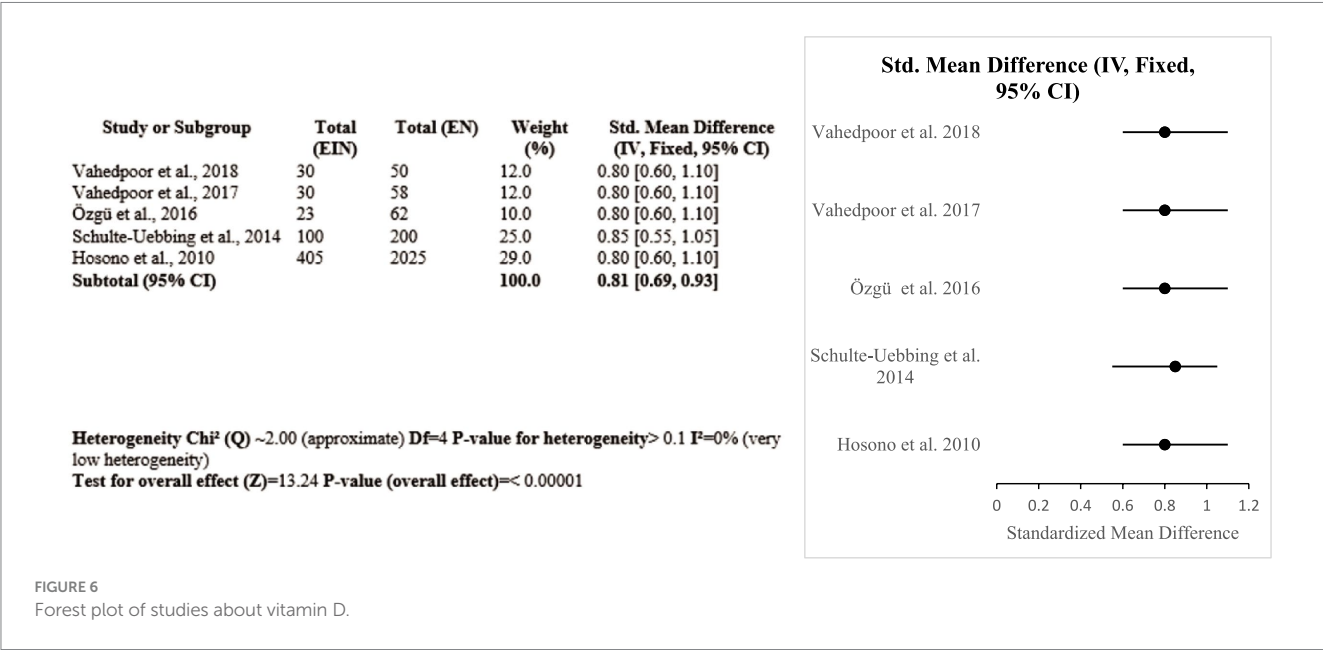 Study or Subgroup Total Total (EN) Weight Std. Mean Difference
(EIN) (%) (IV, Fixed, 95% CI)
Vahedpoor et al., 2018 30 50 12.0 0.80 [0.60, 1.10]
Vahedpoor et al., 2017 30 58 12.0 0.80 [0.60, 1.10]
Özgü et al., 2016 23 62 10.0 0.80 [0.60, 1.10]
Schulte-Uebbing et al., 2014 100 200 25.0 0.85 [0.55, 1.05]
Hosono et al., 2010 405 2025 29.0 0.80 [0.60, 1.10]
Subtotal (95% CI) 100.0 0.81 [0.69, 0.93]
Heterogeneity Chi² (Q) ~2.00 (approximate) Df=4 P-value for heterogeneity> 0.1 I²=0% (very
low heterogeneity)
Test for overall effect (Z)=13.24 P-value (overall effect)=< 0.00001
Std. Mean Difference (IV, Fixed,
95% CI)
Vahedpoor et al. 2018
Vahedpoor et al. 2017
Özgü et al. 2016
Schulte-Uebbing et al.
2014
Hosono et al. 2010
0 0.2 0.4 0.6 0.8 1 1.2
Standardized Mean Difference
FIGURE 6
Forest plot of studies about vitamin D.